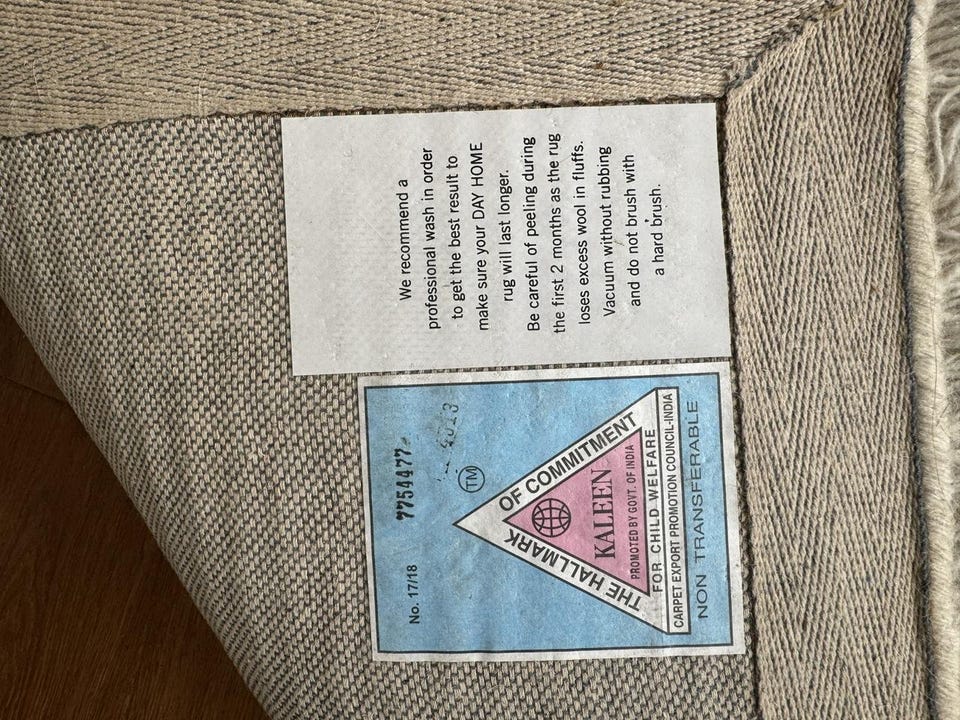 We recommend a
professional wash in order
to get the best result to
make sure your DAY HOME
rug will last longer.
Be careful of peeling during
the first 2 months as the rug
loses excess wool in fluffs.
Vacuum without rubbing
and do not brush with
a hard brush.
No. 17/18 7754477
TM
THE HALLMARK OF COMMITMENT
KALEEN
PROMOTED BY GOVT. OF INDIA
FOR CHILD WELFARE
CARPET EXPORT PROMOTION COUNCIL-INDIA
NON TRANSFERABLE